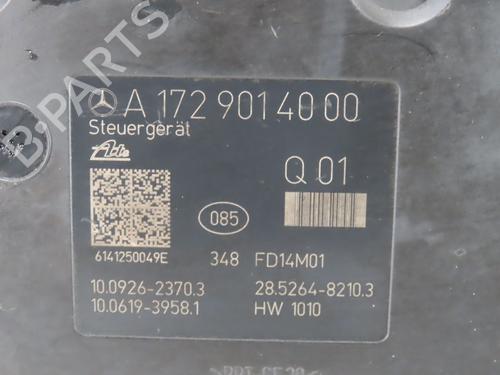 A 172 901 40 00
Steuergerät
Ate
Q 01
085
6141250049E
348 FD14M01
10.0926-2370.3
28.5264-8210.3
10.0619-3958.1
HW 1010
B-PARTS